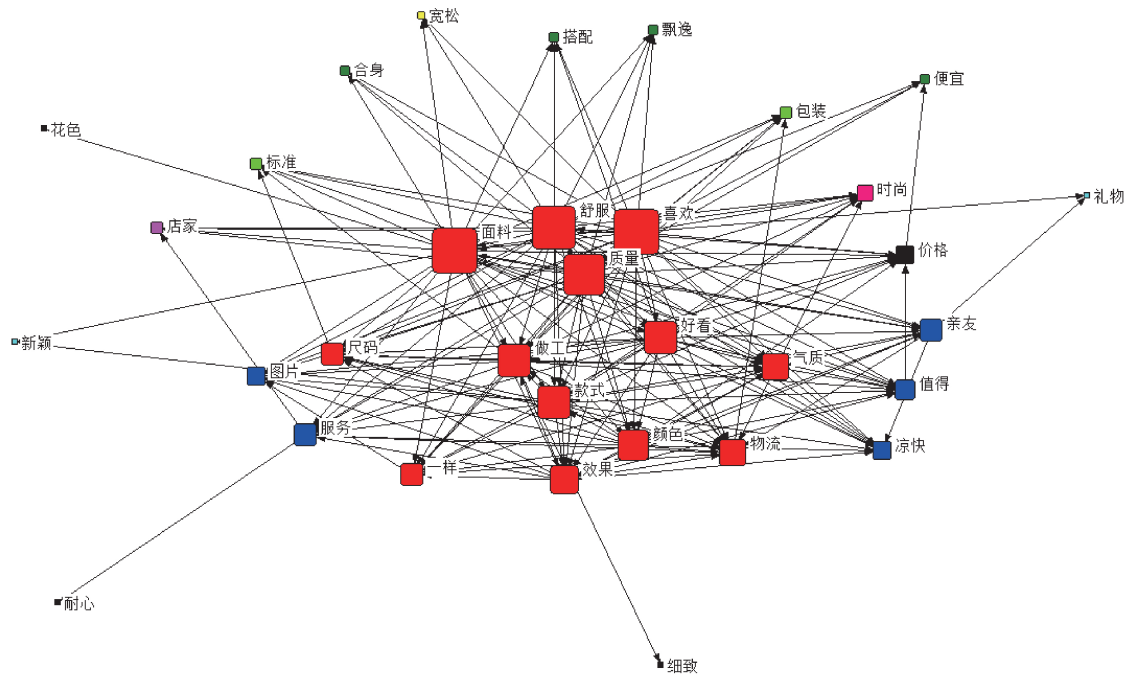 宽松
飘逸
搭配
合身
便宜
包装
花色
标准
时尚
礼物
舒服
喜欢
店家
面料
价格
质量
亲友
好看
新颖
尺码
做工
气质
图片
值得
款式
服务
颜色
物流
凉快
一样
效果
耐心
细致